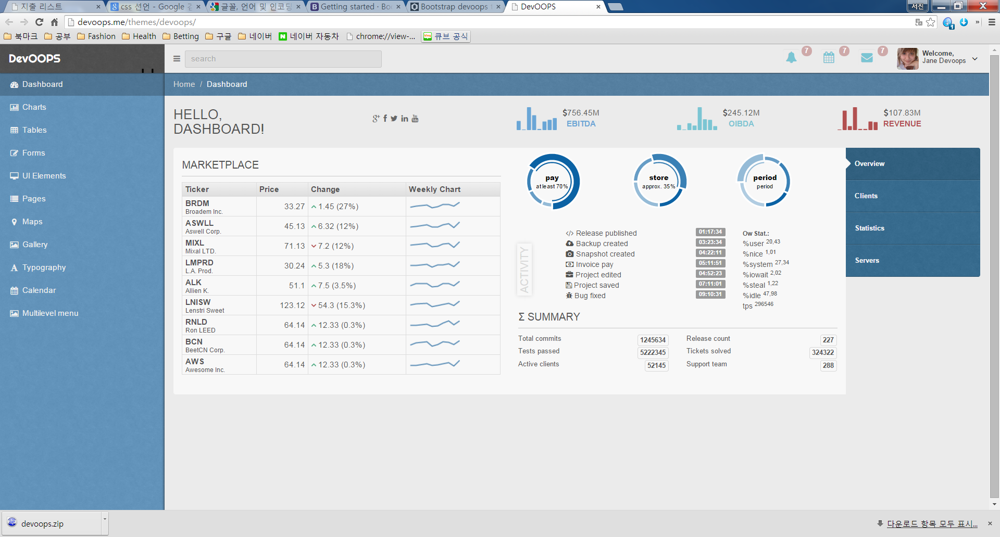 지출 리스트
css 선언 - Google 검
글꼴, 언어 및 인코딩
Getting started · Boo
Bootstrap devoops t
DevOOPS
서진
devoops.me/themes/devoops/
북마크
공부
Fashion
Health
Betting
구글
네이버
네이버 자동차
chrome://view-...
큐브 공식
DevOOPS
search
7
7
7
Welcome,
Jane Devoops
Dashboard
Charts
Tables
Forms
UI Elements
Pages
Maps
Gallery
Typography
Calendar
Multilevel menu
Home / Dashboard
HELLO,
DASHBOARD!
$756.45M
EBITDA
$245.12M
OIBDA
$107.83M
REVENUE
MARKETPLACE
Ticker Price Change Weekly Chart
BRDM
Broadem Inc.
33.27 1.45 (27%)
ASWLL
Aswell Corp.
45.13 6.32 (12%)
MIXL
Mixal LTD.
71.13 7.2 (12%)
LMPRD
L.A. Prod.
30.24 5.3 (18%)
ALK
Allien K.
51.1 7.5 (3.5%)
LNISW
Lenstri Sweet
123.12 54.3 (15.3%)
RNLD
Ron LEED
64.14 12.33 (0.3%)
BCN
BeetCN Corp.
64.14 12.33 (0.3%)
AWS
Awesome Inc.
64.14 12.33 (0.3%)
pay
at least 70%
store
approx. 35%
period
period
Overview
Clients
Statistics
Servers
ACTIVITY
Release published 01:17:34
Backup created 03:23:34
Snapshot created 04:22:11
Invoice pay 05:11:51
Project edited 04:52:23
Project saved 07:11:01
Bug fixed 09:10:31
Ow Stat.:
%user 20,43
%nice 1,01
%system 27,34
%iowait 2,02
%steal 1,22
%idle 47,98
tps 296546
Σ SUMMARY
Total commits 1245634
Tests passed 5222345
Active clients 52145
Release count 227
Tickets solved 324322
Support team 288
devoops.zip
다운로드 항목 모두 표시...